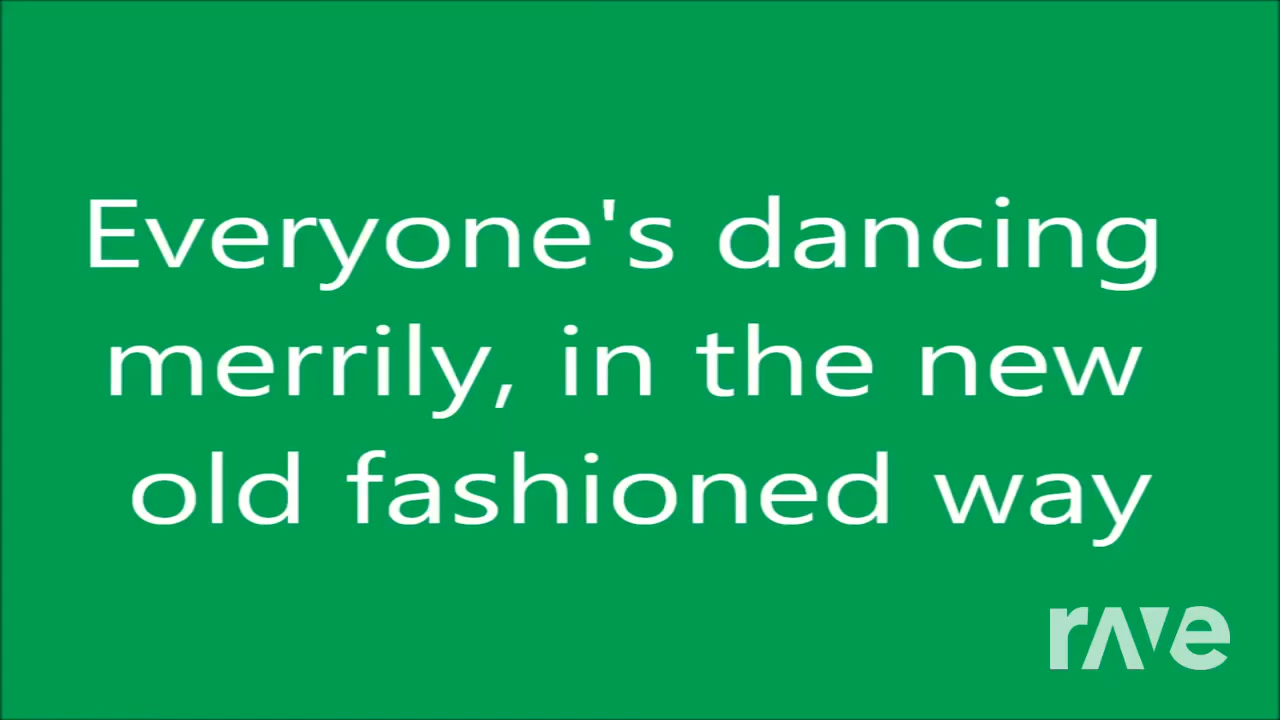 Everyone's dancing
merrily, in the new
old fashioned way
rave